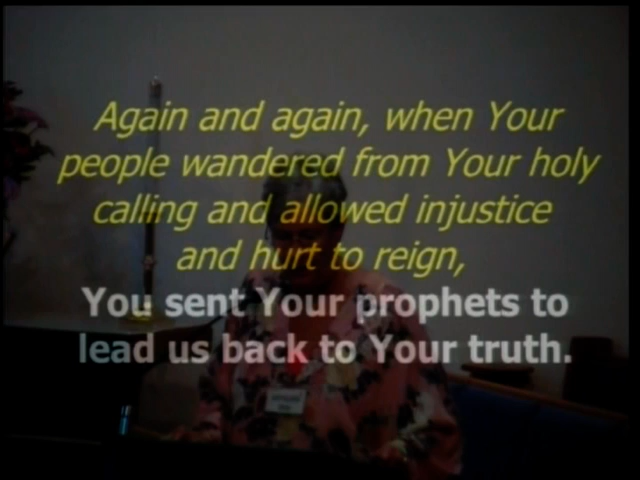 Again and again, when Your
people wandered from Your holy
calling and allowed injustice
and hurt to reign,
You sent Your prophets to
lead us back to Your truth.